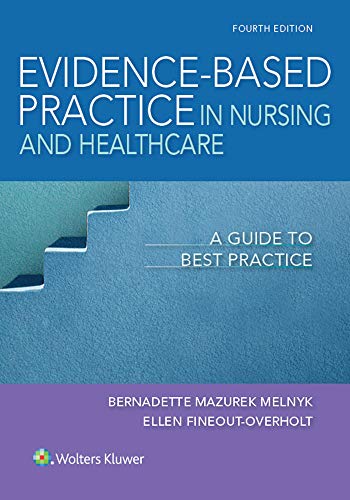 FOURTH EDITION
EVIDENCE-BASED
PRACTICE IN NURSING
AND HEALTHCARE
A GUIDE TO
BEST PRACTICE
BERNADETTE MAZUREK MELNYK
ELLEN FINEOUT-OVERHOLT
Wolters Kluwer